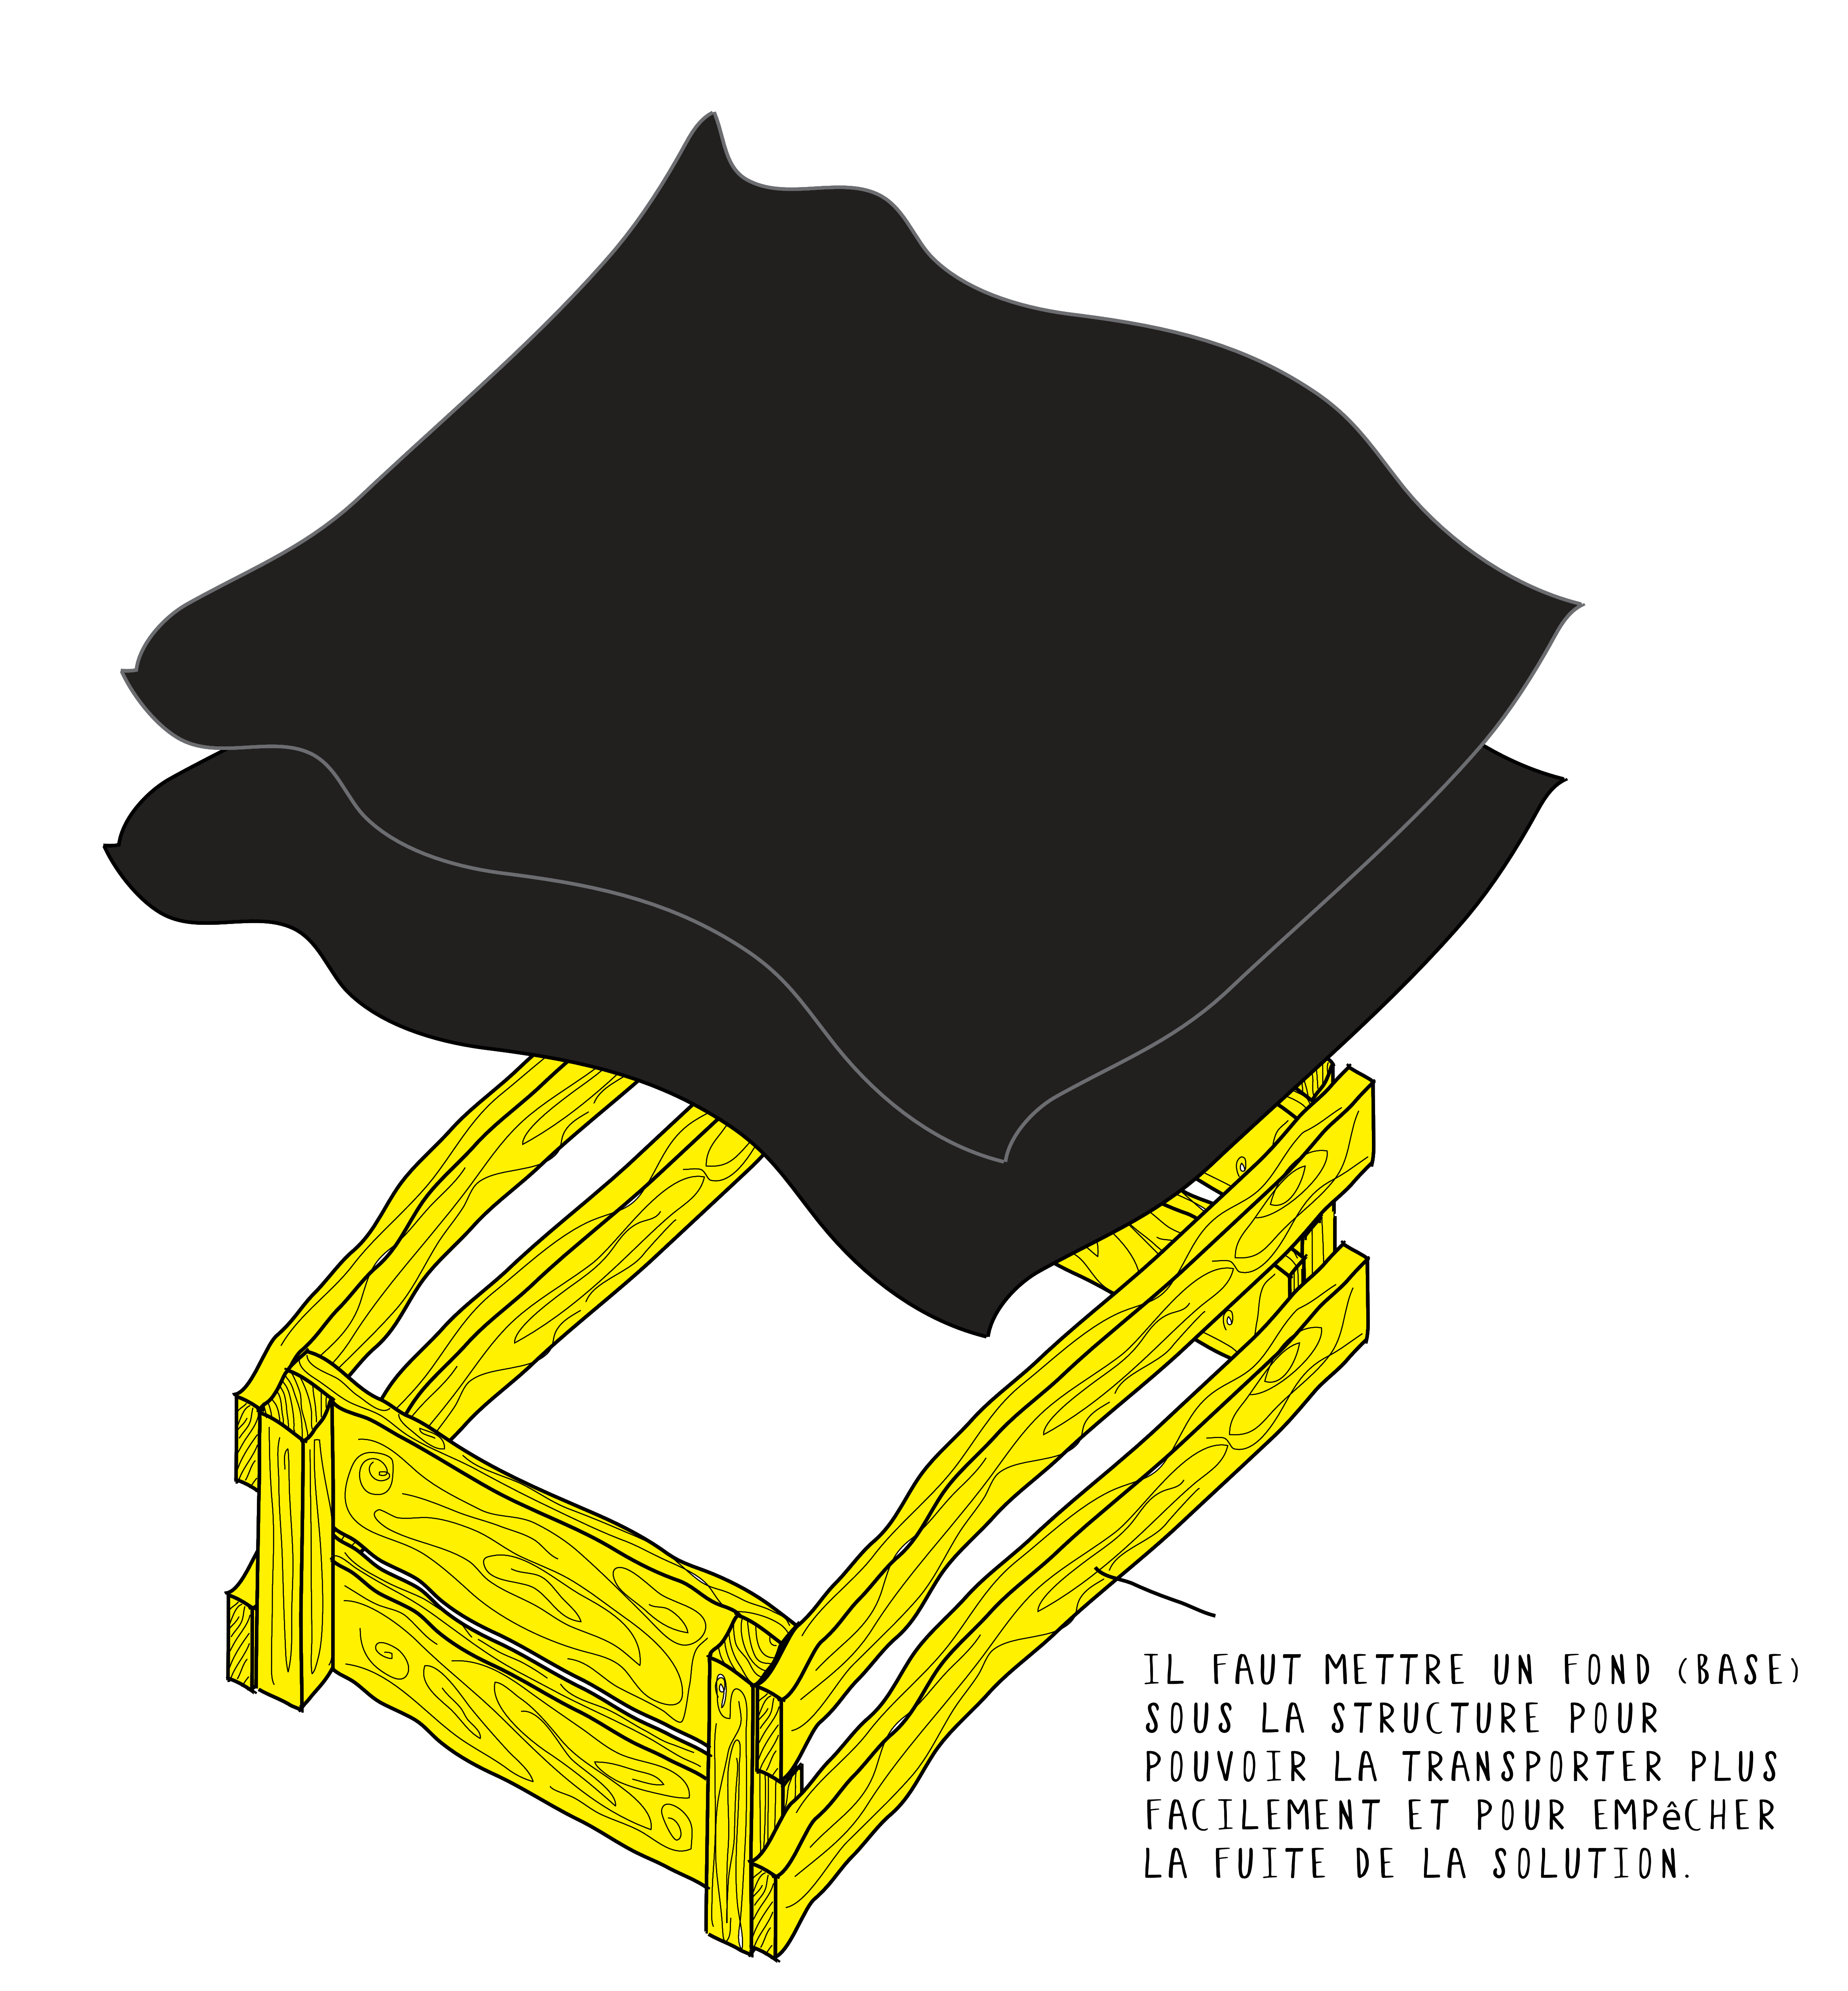 IL FAUT METTRE UN FOND (BASE)
SOUS LA STRUCTURE POUR
POUVOIR LA TRANSPORTER PLUS
FACILEMENT ET POUR EMPêCHER
LA FUITE DE LA SOLUTION.